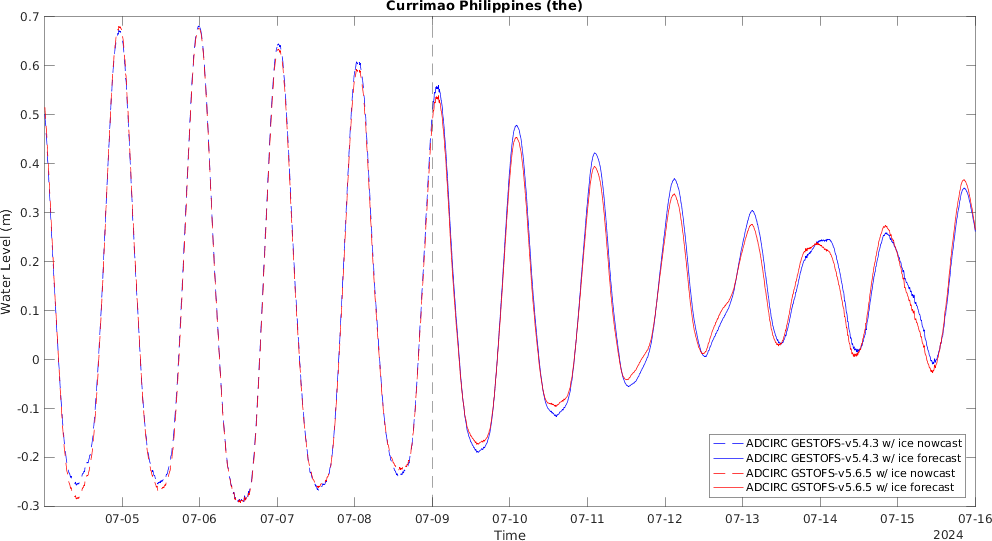 Currimao Philippines (the)
0.7
0.6
0.5
0.4
0.3
0.2
0.1
0
-0.1
-0.2
-0.3
Water Level (m)
ADCIRC GESTOFS-v5.4.3 w/ ice nowcast
ADCIRC GESTOFS-v5.4.3 w/ ice forecast
ADCIRC GSTOFS-v5.6.5 w/ ice nowcast
ADCIRC GSTOFS-v5.6.5 w/ ice forecast
07-05 07-06 07-07 07-08 07-09 07-10 07-11 07-12 07-13 07-14 07-15 07-16
Time
2024